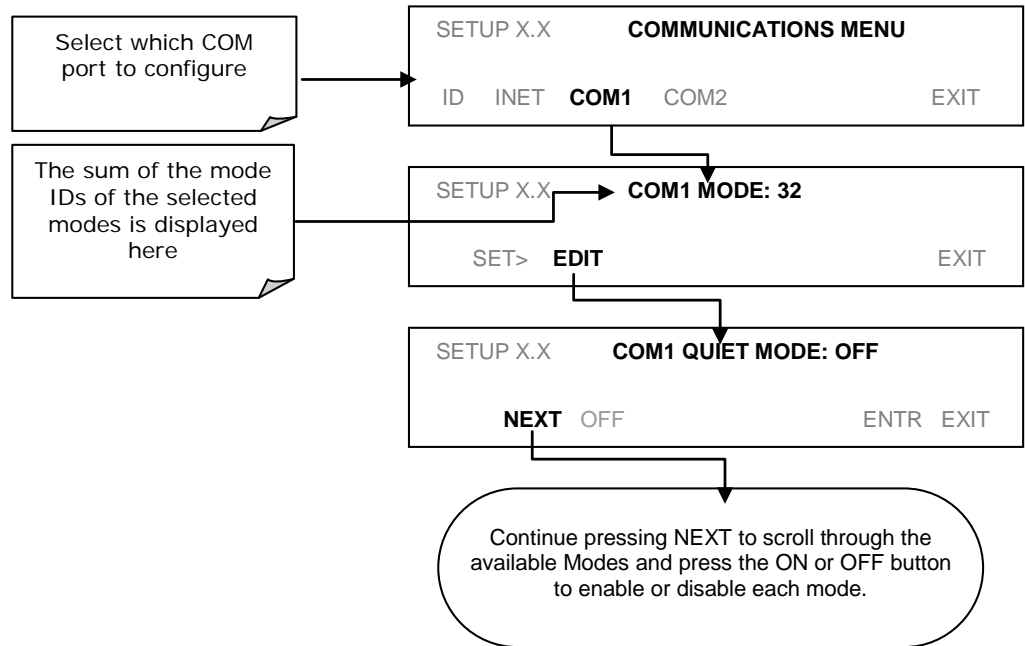 Select which COM
port to configure
SETUP X.X COMMUNICATIONS MENU
ID INET COM1 COM2 EXIT
The sum of the mode
IDs of the selected
modes is displayed
here
SETUP X.X COM1 MODE: 32
SET> EDIT EXIT
SETUP X.X COM1 QUIET MODE: OFF
NEXT OFF ENTR EXIT
Continue pressing NEXT to scroll through the
available Modes and press the ON or OFF button
to enable or disable each mode.